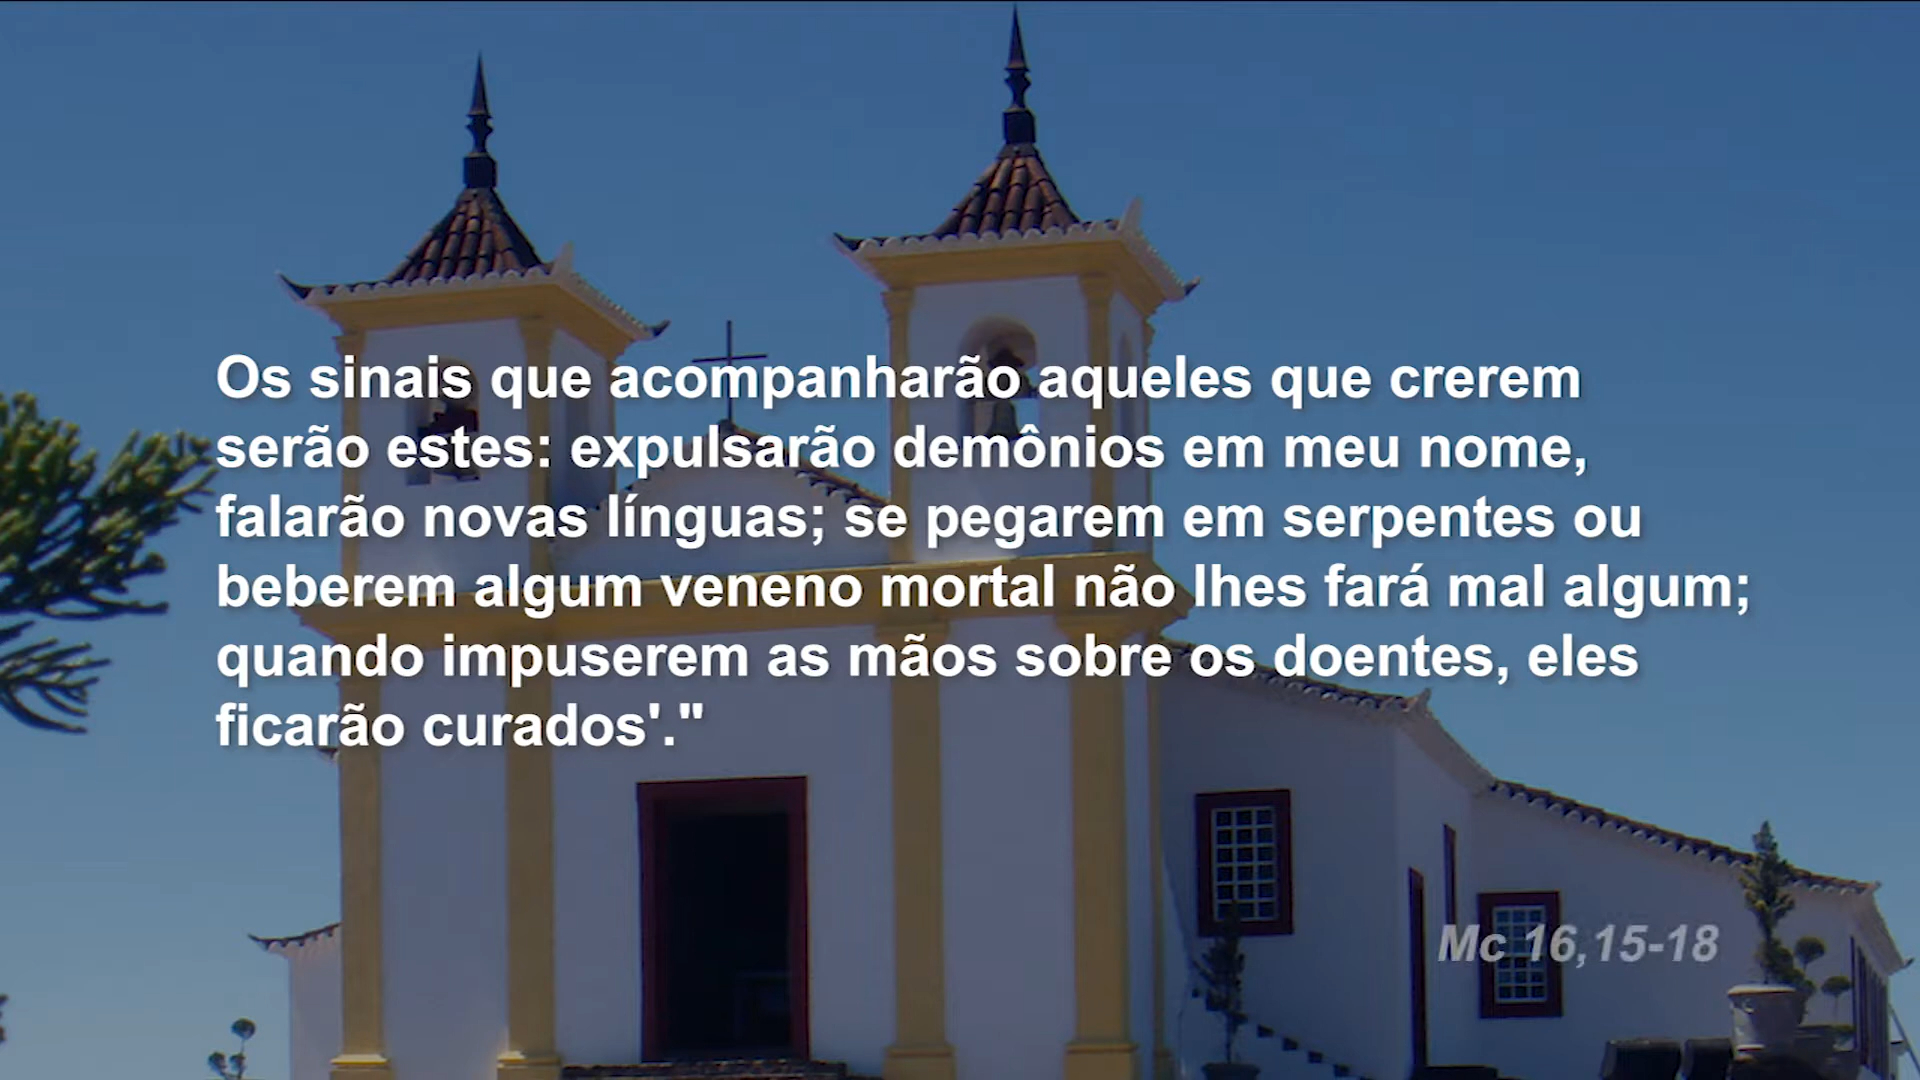 Os sinais que acompanharão aqueles que crerem
serão estes: expulsarão demônios em meu nome,
falarão novas línguas; se pegarem em serpentes ou
beberem algum veneno mortal não lhes fará mal algum;
quando impuserem as mãos sobre os doentes, eles
ficarão curados'."
Mc 16,15-18